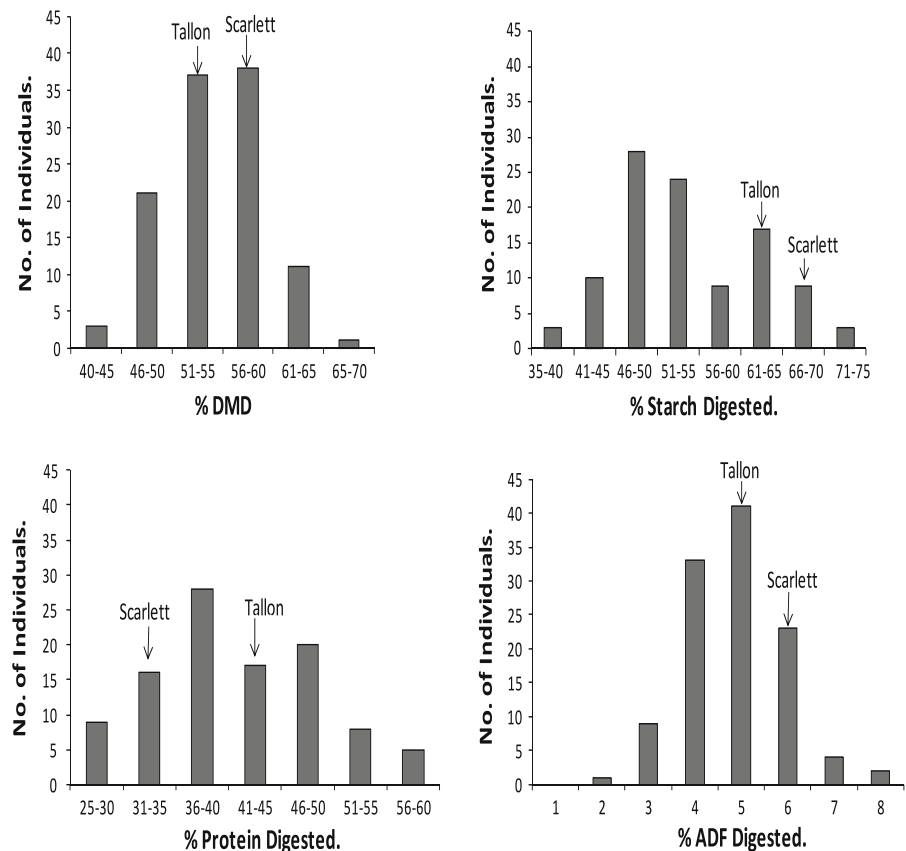 Tallon
Scarlett
45
40
35
30
25
20
15
10
5
0
No. of Individuals.
40-45 46-50 51-55 56-60 61-65 65-70
% DMD
45
40
35
30
25
20
15
10
5
0
No. of Individuals.
Tallon
Scarlett
35-40 41-45 46-50 51-55 56-60 61-65 66-70 71-75
% Starch Digested.
45
40
35
30
25
20
15
10
5
0
No. of Individuals.
Scarlett
Tallon
25-30 31-35 36-40 41-45 46-50 51-55 56-60
% Protein Digested.
Tallon
45
40
35
30
25
20
15
10
5
0
No. of Individuals.
Scarlett
1 2 3 4 5 6 7 8
% ADF Digested.